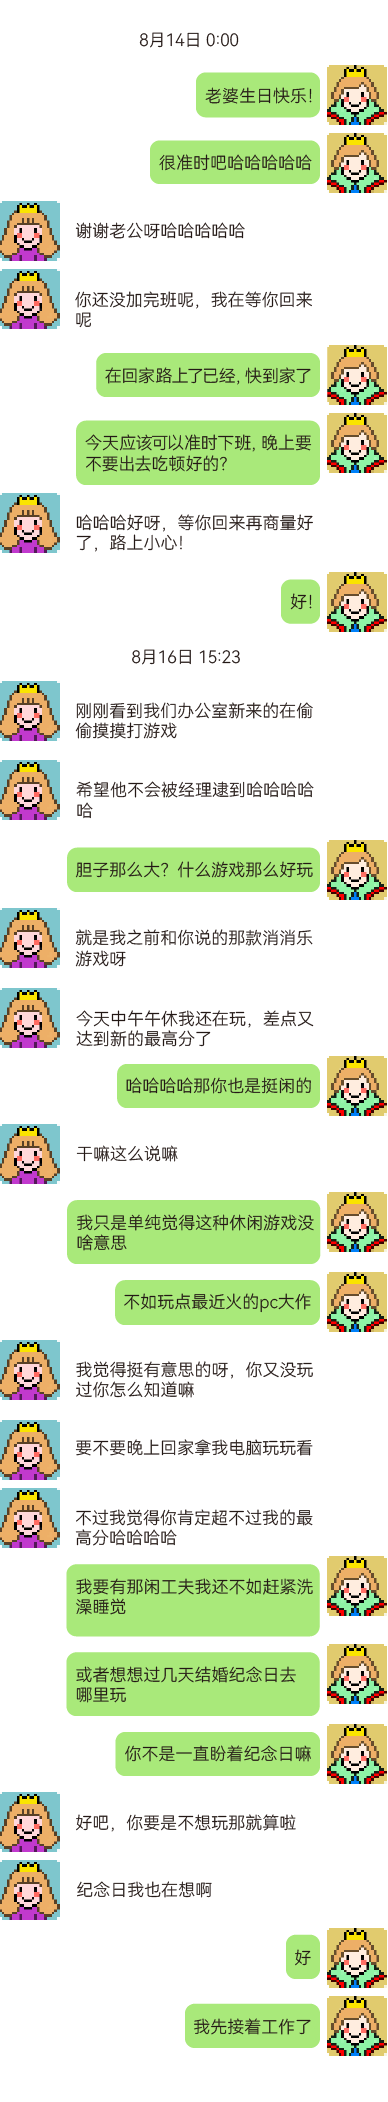 8月14日 0:00
老婆生日快乐!
很准时吧哈哈哈哈哈
谢谢老公呀哈哈哈哈哈
你还没加完班呢，我在等你回来
呢
在回家路上了已经, 快到家了
今天应该可以准时下班, 晚上要
不要出去吃顿好的?
哈哈哈好呀，等你回来再商量好
了，路上小心!
好!
8月16日 15:23
刚刚看到我们办公室新来的在偷
偷摸摸打游戏
希望他不会被经理逮到哈哈哈哈
哈
胆子那么大? 什么游戏那么好玩
就是我之前和你说的那款消消乐
游戏呀
今天中午午休我还在玩，差点又
达到新的最高分了
哈哈哈哈那你也是挺闲的
干嘛这么说嘛
我只是单纯觉得这种休闲游戏没
啥意思
不如玩点最近火的pc大作
我觉得挺有意思的呀，你又没玩
过你怎么知道嘛
要不要晚上回家拿我电脑玩玩看
不过我觉得你肯定超不过我的最
高分哈哈哈哈
我要有那闲工夫我还不如赶紧洗
澡睡觉
或者想想过几天结婚纪念日去
哪里玩
你不是一直盼着纪念日嘛
好吧，你要是不想玩那就算啦
纪念日我也在想啊
好
我先接着工作了